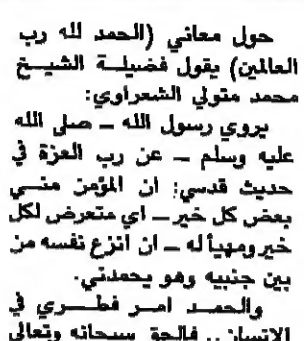 حول معاني (الحمد لله رب
العالمين) يقول فضيلة الشيخ
محمد متولي الشعراوي:
يروي رسول الله ـ صلى الله
عليه وسلم ـ عن رب العزة في
حديث قدسي: ان المؤمن منسي
بعض كل خير ـ اي متعرض لكل
خير ومهيأ له ـ ان انزع نفسه من
بين جنبيه وهو يحمدني.
والحمد امر فطري في
الانسان.. فالحق سبحانه وتعالى